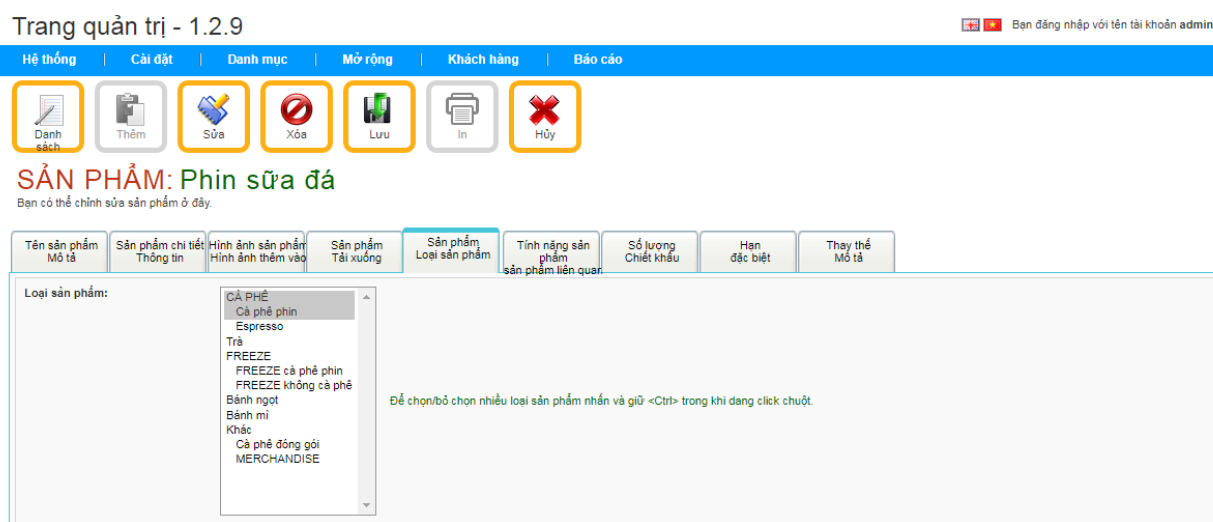 Trang quản trị - 1.2.9
Bạn đăng nhập với tên tài khoản admin
Hệ thống | Cài đặt | Danh mục | Mở rộng | Khách hàng | Báo cáo
Danh sách
Thêm
Sửa
Xóa
Lưu
In
Hủy
SẢN PHẨM: Phin sữa đá
Bạn có thể chỉnh sửa sản phẩm ở đây.
Tên sản phẩm
Mô tả
Sản phẩm chi tiết
Thông tin
Hình ảnh sản phẩm
Hình ảnh thêm vào
Sản phẩm
Tải xuống
Sản phẩm
Loại sản phẩm
Tính năng sản
phẩm
sản phẩm liên quan
Số lượng
Chiết khấu
Hạn
đặc biệt
Thay thế
Mô tả
Loại sản phẩm:
CÀ PHÊ
Cà phê phin
Espresso
Trà
FREEZE
FREEZE cà phê phin
FREEZE không cà phê
Bánh ngọt
Bánh mì
Khác
Cà phê đóng gói
MERCHANDISE
Để chọn/bỏ chọn nhiều loại sản phẩm nhấn và giữ <Ctrl> trong khi dang click chuột.